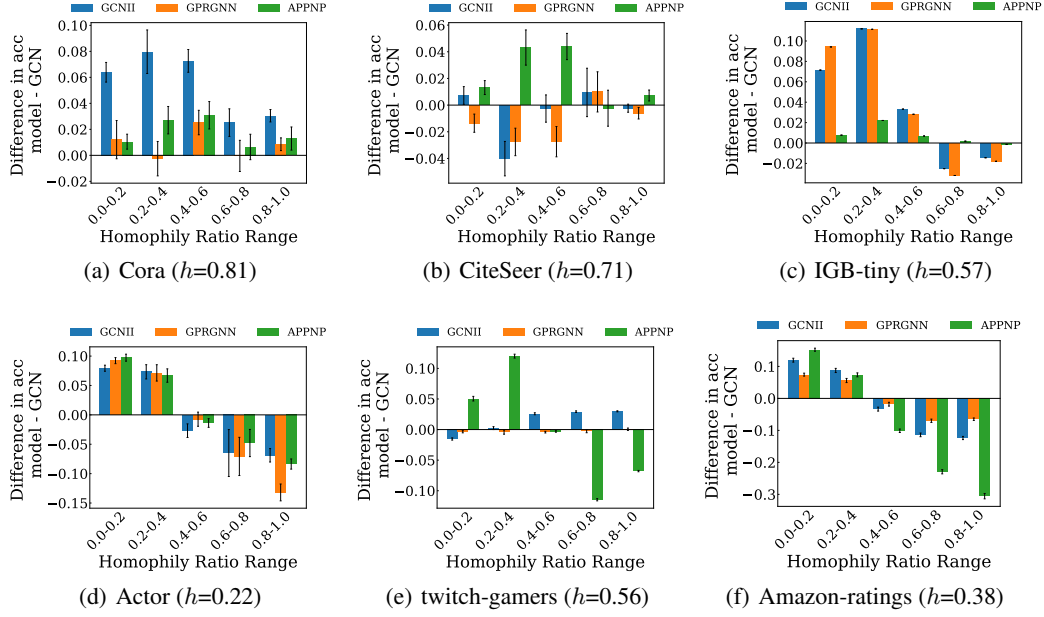 GCNII GPRGNN APPNP
Difference in acc
model - GCN
0.10
0.08
0.06
0.04
0.02
0.00
−0.02
0.0-0.2 0.2-0.4 0.4-0.6 0.6-0.8 0.8-1.0
Homophily Ratio Range
(a) Cora (h=0.81)
GCNII GPRGNN APPNP
Difference in acc
model - GCN
0.06
0.04
0.02
0.00
−0.02
−0.04
0.0-0.2 0.2-0.4 0.4-0.6 0.6-0.8 0.8-1.0
Homophily Ratio Range
(b) CiteSeer (h=0.71)
GCNII GPRGNN APPNP
Difference in acc
model - GCN
0.10
0.08
0.06
0.04
0.02
0.00
−0.02
0.0-0.2 0.2-0.4 0.4-0.6 0.6-0.8 0.8-1.0
Homophily Ratio Range
(c) IGB-tiny (h=0.57)
GCNII GPRGNN APPNP
Difference in acc
model - GCN
0.10
0.05
0.00
−0.05
−0.10
−0.15
0.0-0.2 0.2-0.4 0.4-0.6 0.6-0.8 0.8-1.0
Homophily Ratio Range
(d) Actor (h=0.22)
GCNII GPRGNN APPNP
Difference in acc
model - GCN
0.10
0.05
0.00
−0.05
−0.10
0.0-0.2 0.2-0.4 0.4-0.6 0.6-0.8 0.8-1.0
Homophily Ratio Range
(e) twitch-gamers (h=0.56)
GCNII GPRGNN APPNP
Difference in acc
model - GCN
0.1
0.0
−0.1
−0.2
−0.3
0.0-0.2 0.2-0.4 0.4-0.6 0.6-0.8 0.8-1.0
Homophily Ratio Range
(f) Amazon-ratings (h=0.38)